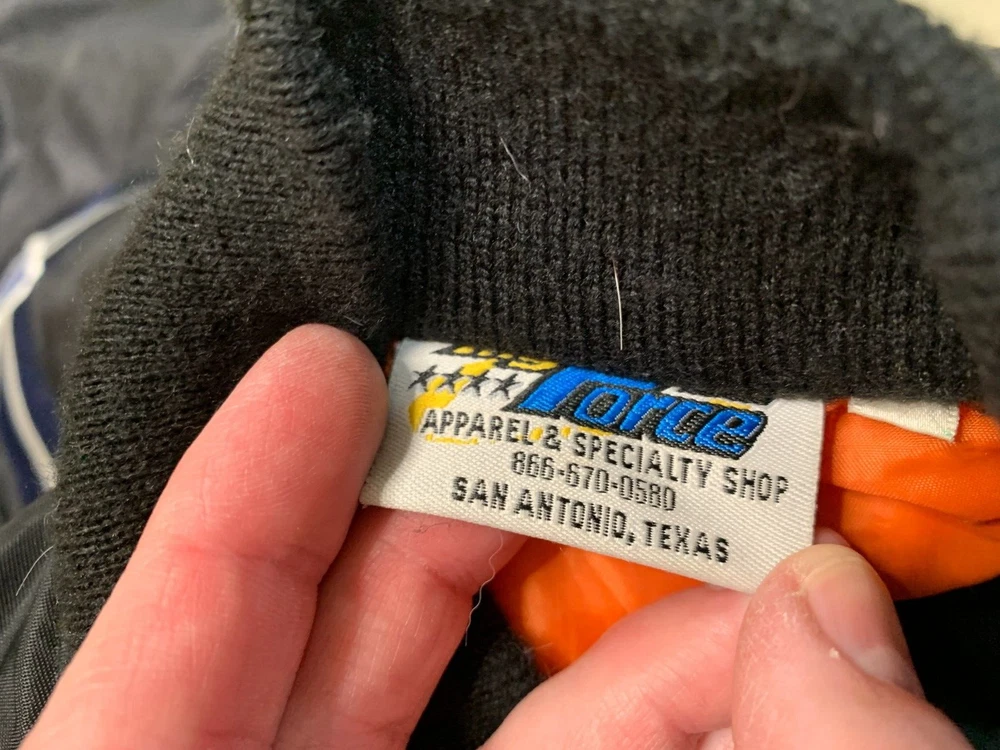 Force
APPAREL & SPECIALTY SHOP
866-670-0580
SAN ANTONIO, TEXAS